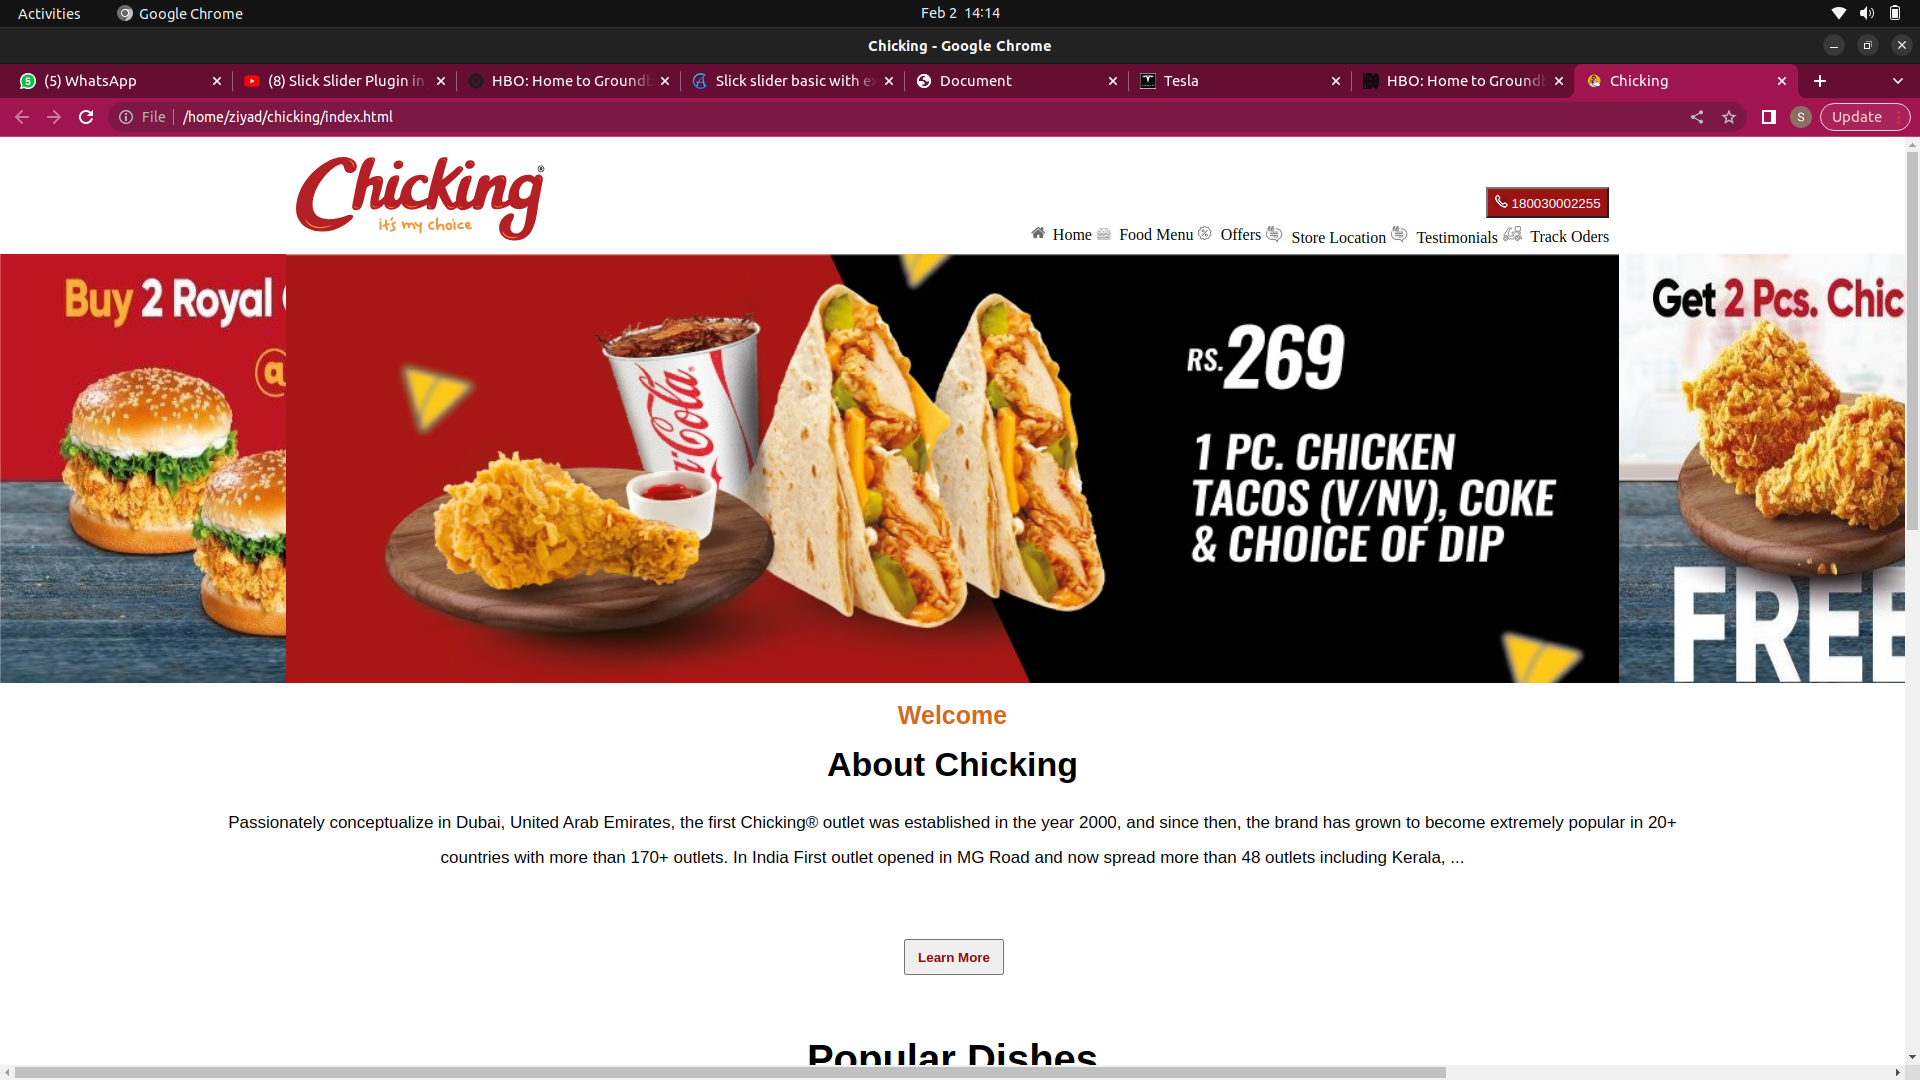 Activities
Google Chrome
Feb 2 14:14
Chicking - Google Chrome
(5) WhatsApp
(8) Slick Slider Plugin in
HBO: Home to Ground
Slick slider basic with e
Document
Tesla
HBO: Home to Ground
Chicking
File
/home/ziyad/chicking/index.html
S
Update
Chicking®
it's my choice
180030002255
Home
Food Menu
Offers
Store Location
Testimonials
Track Oders
Buy 2 Royal
@
Coca-Cola
RS.269
1 PC. CHICKEN
TACOS (V/NV), COKE
& CHOICE OF DIP
Get 2 Pcs. Chic
FREE
Welcome
About Chicking
Passionately conceptualize in Dubai, United Arab Emirates, the first Chicking® outlet was established in the year 2000, and since then, the brand has grown to become extremely popular in 20+
countries with more than 170+ outlets. In India First outlet opened in MG Road and now spread more than 48 outlets including Kerala, ...
Learn More
Popular Dishes